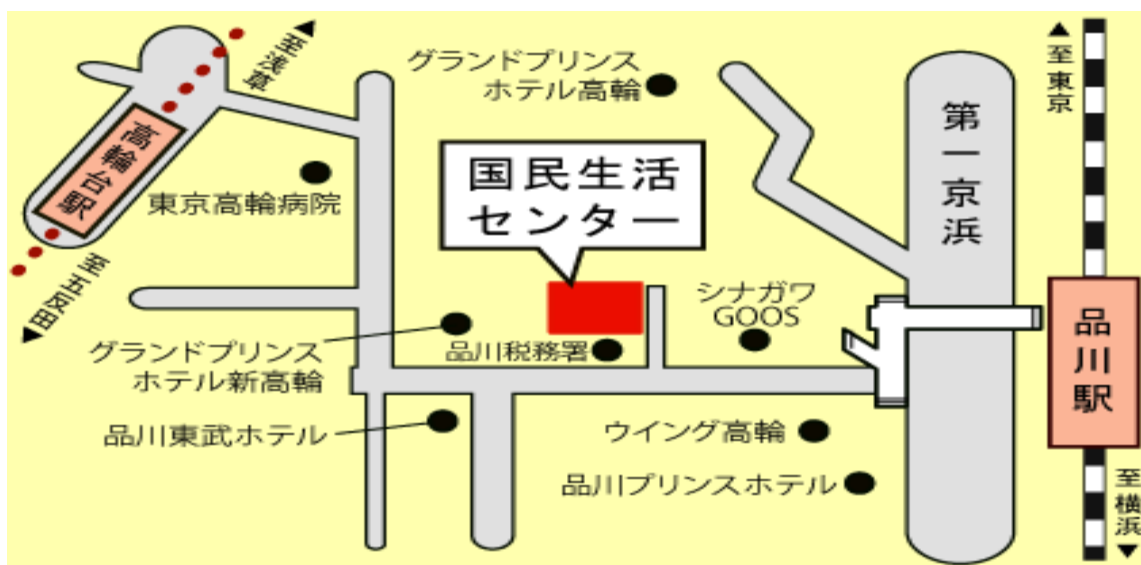 至浅草
グランドプリンス
ホテル高輪
第一京浜
▲至東京
高輪台駅
国民生活
センター
東京高輪病院
至五反田
シナガワ
GOOS
品川駅
グランドプリンス
ホテル新高輪
品川税務署
品川東武ホテル
ウイング高輪
品川プリンスホテル
至横浜▼